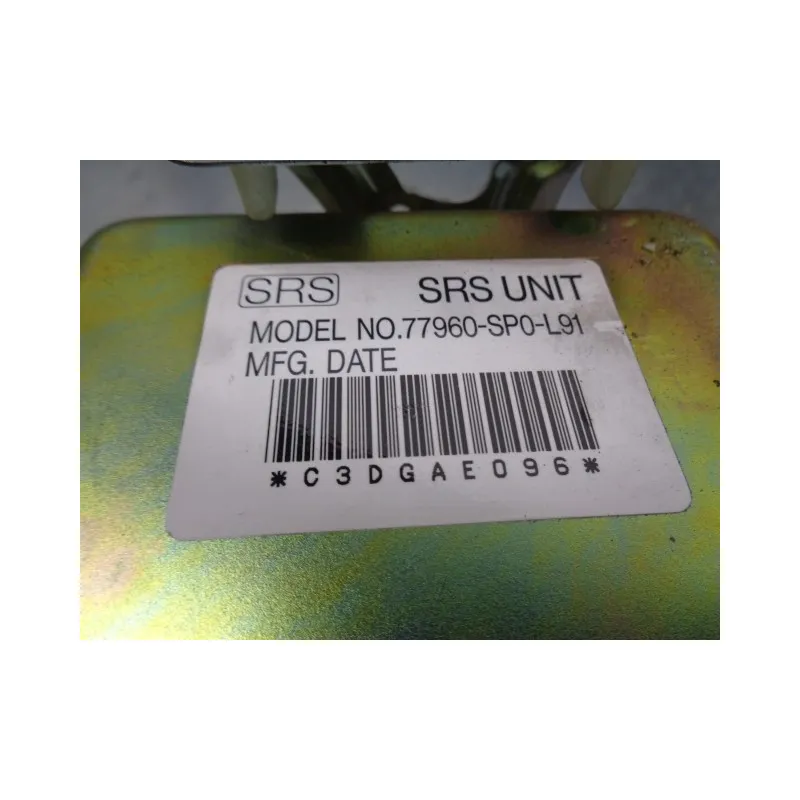 SRS SRS UNIT
MODEL NO.77960-SP0-L91
MFG. DATE
*C3DGAE096*